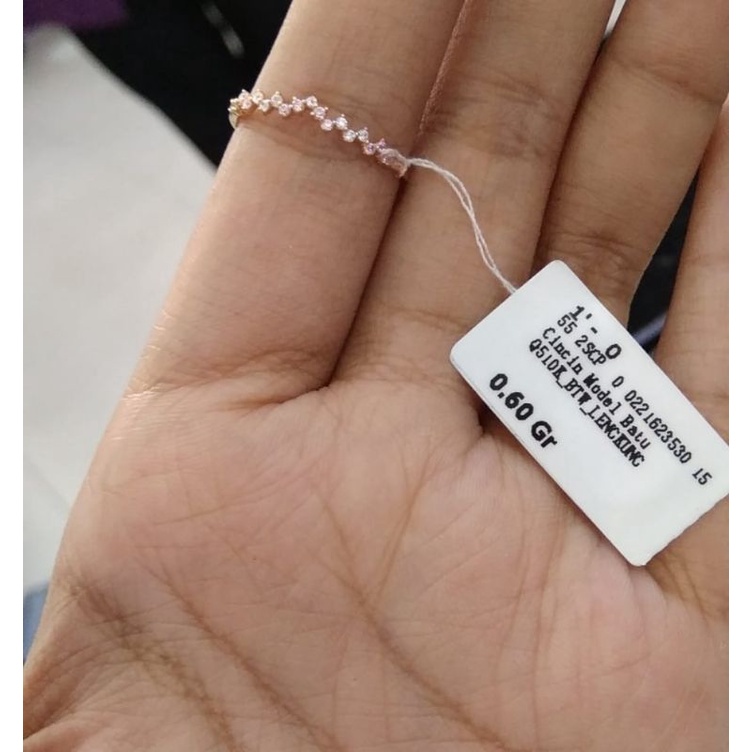 1'- 0
55 2SCP 0 0221623530 15
Cincin Model Batu
Q510K_BTW_LENGKUNG
0.60 Gr